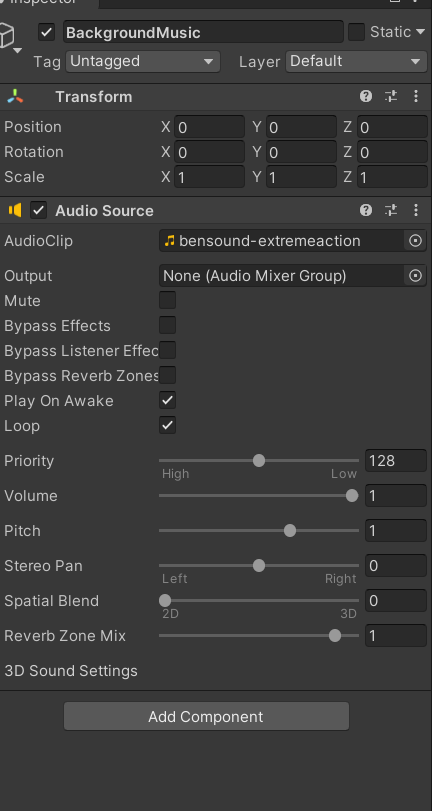 Inspector
BackgroundMusic Static
Tag Untagged Layer Default
Transform
Position X 0 Y 0 Z 0
Rotation X 0 Y 0 Z 0
Scale X 1 Y 1 Z 1
Audio Source
AudioClip bensound-extremeaction
Output None (Audio Mixer Group)
Mute
Bypass Effects
Bypass Listener Effec
Bypass Reverb Zones
Play On Awake
Loop
Priority 128
High Low
Volume 1
Pitch 1
Stereo Pan 0
Left Right
Spatial Blend 0
2D 3D
Reverb Zone Mix 1
3D Sound Settings
Add Component